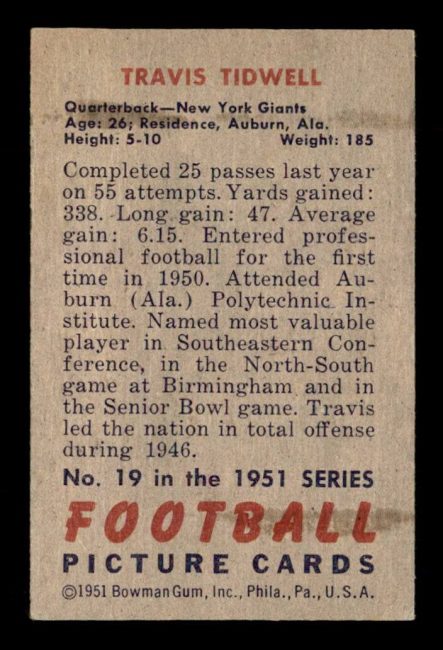 TRAVIS TIDWELL
Quarterback—New York Giants
Age: 26; Residence, Auburn, Ala.
Height: 5-10 Weight: 185
Completed 25 passes last year
on 55 attempts. Yards gained:
338. Long gain: 47. Average
gain: 6.15. Entered profes-
sional football for the first
time in 1950. Attended Au-
burn (Ala.) Polytechnic In-
stitute. Named most valuable
player in Southeastern Con-
ference, in the North-South
game at Birmingham and in
the Senior Bowl game. Travis
led the nation in total offense
during 1946.
No. 19 in the 1951 SERIES
FOOTBALL
PICTURE CARDS
©1951 Bowman Gum, Inc., Phila., Pa., U.S.A.